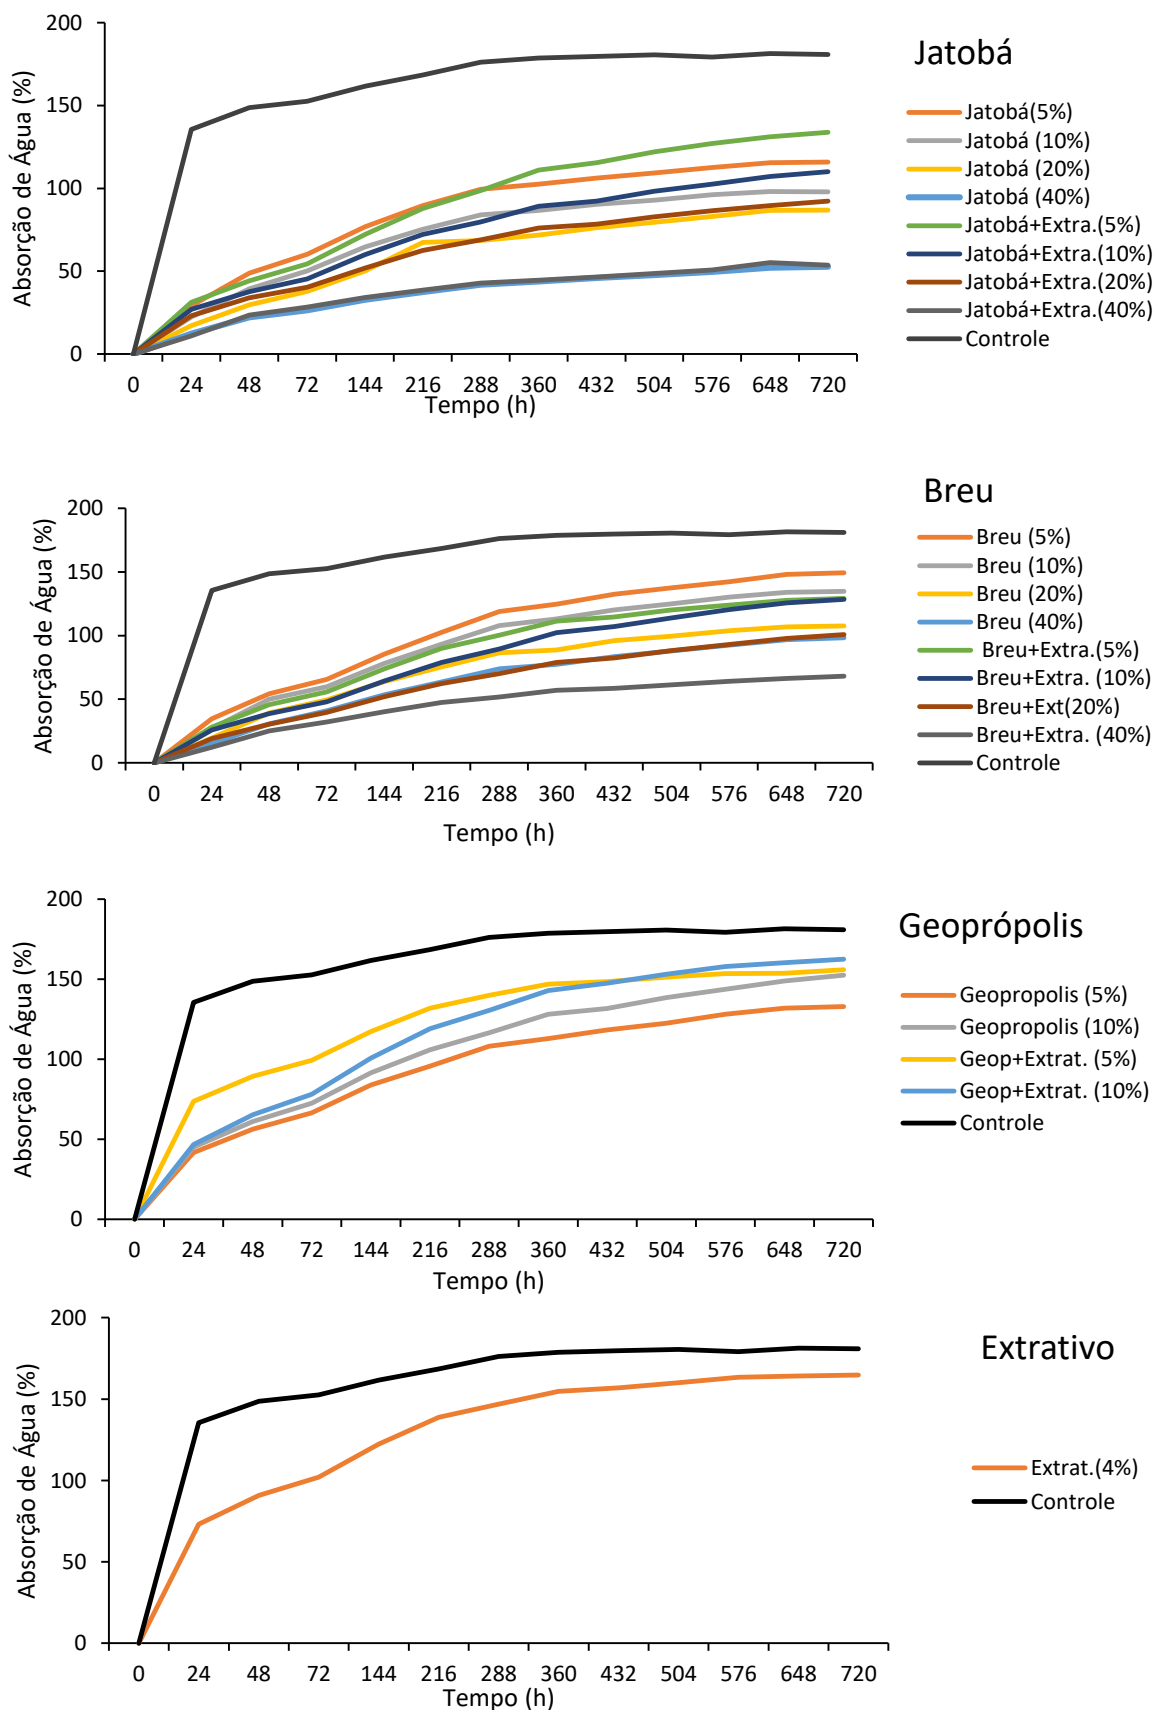 Jatobá
Absorção de Água (%)
200
150
100
50
0
0 24 48 72 144 216 288 360 432 504 576 648 720
Tempo (h)
Jatobá(5%)
Jatobá (10%)
Jatobá (20%)
Jatobá (40%)
Jatobá+Extra.(5%)
Jatobá+Extra.(10%)
Jatobá+Extra.(20%)
Jatobá+Extra.(40%)
Controle
Breu
Absorção de Água (%)
200
150
100
50
0
0 24 48 72 144 216 288 360 432 504 576 648 720
Tempo (h)
Breu (5%)
Breu (10%)
Breu (20%)
Breu (40%)
Breu+Extra.(5%)
Breu+Extra. (10%)
Breu+Ext(20%)
Breu+Extra. (40%)
Controle
Geoprópolis
Absorção de Água (%)
200
150
100
50
0
0 24 48 72 144 216 288 360 432 504 576 648 720
Tempo (h)
Geopropolis (5%)
Geopropolis (10%)
Geop+Extrat. (5%)
Geop+Extrat. (10%)
Controle
Extrativo
Absorção de Água (%)
200
150
100
50
0
0 24 48 72 144 216 288 360 432 504 576 648 720
Tempo (h)
Extrat.(4%)
Controle